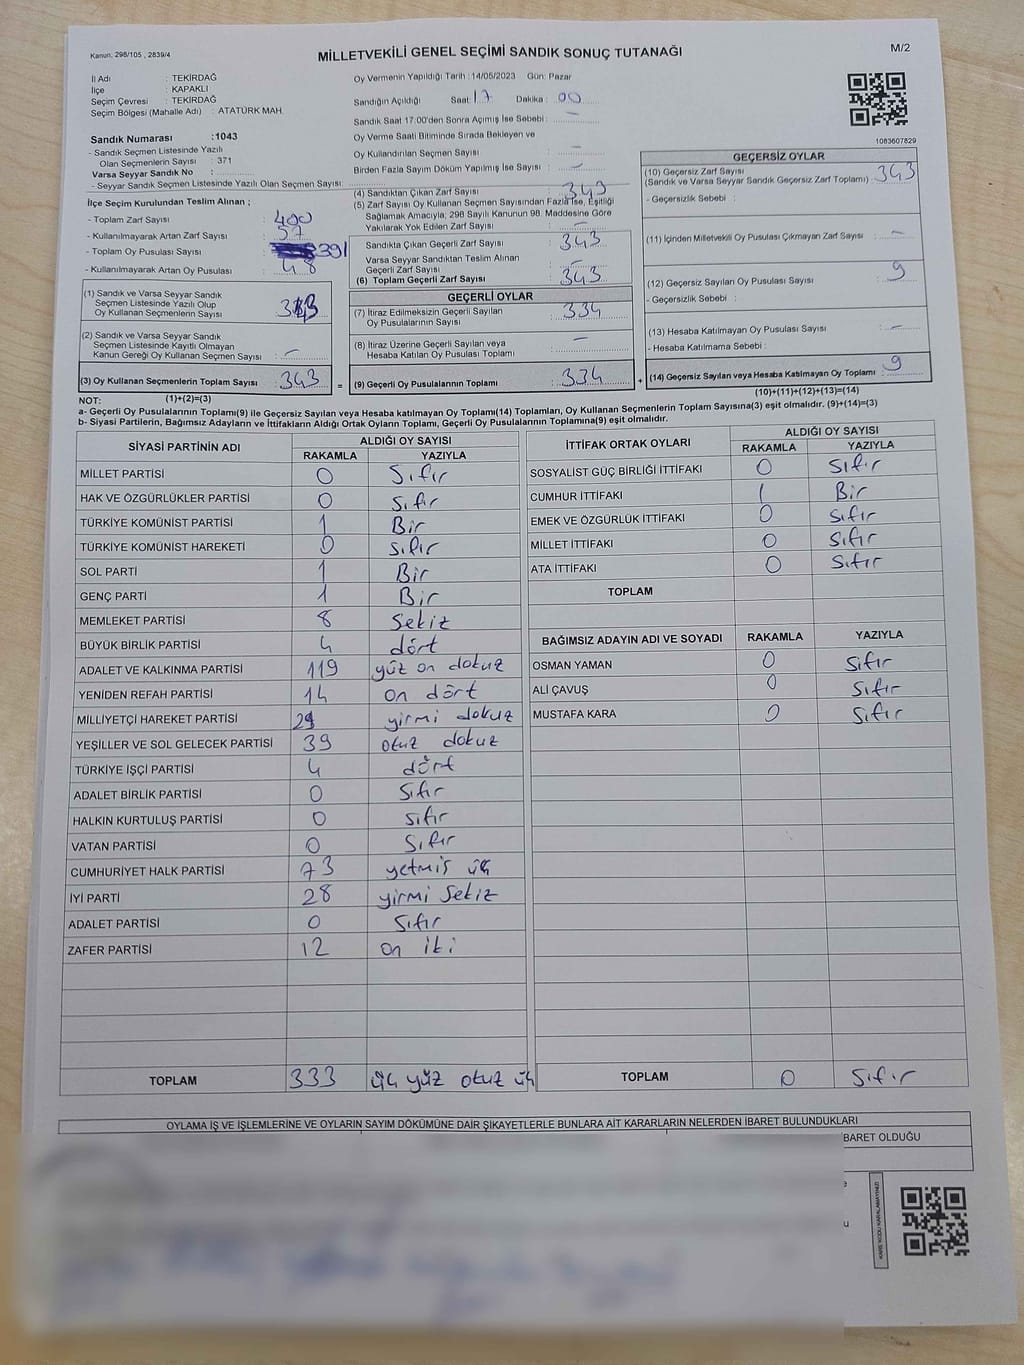 Kanun, 298/105 , 2839/4
MİLLETVEKİLİ GENEL SEÇİMİ SANDIK SONUÇ TUTANAĞI
M/2
İl Adı : TEKİRDAĞ
İlçe : KAPAKLI
Seçim Çevresi : TEKİRDAĞ
Seçim Bölgesi (Mahalle Adı) : ATATÜRK MAH.
Sandık Numarası : 1043
- Sandık Seçmen Listesinde Yazılı
Olan Seçmenlerin Sayısı : 371
Varsa Seyyar Sandık No :
- Seyyar Sandık Seçmen Listesinde Yazılı Olan Seçmen Sayısı:
İlçe Seçim Kurulundan Teslim Alınan ;
- Toplam Zarf Sayısı : 400
- Kullanılmayarak Artan Zarf Sayısı : 57
- Toplam Oy Pusulası Sayısı : 391
- Kullanılmayarak Artan Oy Pusulası : 48
(1) Sandık ve Varsa Seyyar Sandık
Seçmen Listesinde Yazılı Olup
Oy Kullanan Seçmenlerin Sayısı : 343
(2) Sandık ve Varsa Seyyar Sandık
Seçmen Listesinde Kayıtlı Olmayan
Kanun Gereği Oy Kullanan Seçmen Sayısı : —
(3) Oy Kullanan Seçmenlerin Toplam Sayısı : 343 =
(1)+(2)=(3)
Oy Vermenin Yapıldığı Tarih : 14/05/2023 Gün: Pazar
Sandığın Açıldığı Saat : 17 Dakika : 00
Sandık Saat 17:00'den Sonra Açılmış İse Sebebi : —
Oy Verme Saati Bitiminde Sırada Bekleyen ve
Oy Kullandırılan Seçmen Sayısı : —
Birden Fazla Sayım Döküm Yapılmış İse Sayısı : —
(4) Sandıktan Çıkan Zarf Sayısı : 343
(5) Zarf Sayısı Oy Kullanan Seçmen Sayısından Fazla İse, Eşitliği
Sağlamak Amacıyla; 298 Sayılı Kanunun 98. Maddesine Göre
Yakılarak Yok Edilen Zarf Sayısı : —
Sandıkta Çıkan Geçerli Zarf Sayısı : 343
Varsa Seyyar Sandıktan Teslim Alınan
Geçerli Zarf Sayısı : —
(6) Toplam Geçerli Zarf Sayısı : 343
GEÇERLİ OYLAR
(7) İtiraz Edilmeksizin Geçerli Sayılan
Oy Pusulalarının Sayısı : 334
(8) İtiraz Üzerine Geçerli Sayılan veya
Hesaba Katılan Oy Pusulası Toplamı : —
(9) Geçerli Oy Pusulalarının Toplamı : 334 +
1083607829
GEÇERSİZ OYLAR
(10) Geçersiz Zarf Sayısı : 343
(Sandık ve Varsa Seyyar Sandık Geçersiz Zarf Toplamı)
- Geçersizlik Sebebi :
(11) İçinden Milletvekili Oy Pusulası Çıkmayan Zarf Sayısı : —
(12) Geçersiz Sayılan Oy Pusulası Sayısı : 9
- Geçersizlik Sebebi :
(13) Hesaba Katılmayan Oy Pusulası Sayısı : —
- Hesaba Katılmama Sebebi :
(14) Geçersiz Sayılan veya Hesaba Katılmayan Oy Toplamı : 9
(10)+(11)+(12)+(13)=(14)
NOT:
a- Geçerli Oy Pusulalarının Toplamı(9) ile Geçersiz Sayılan veya Hesaba katılmayan Oy Toplamı(14) Toplamları, Oy Kullanan Seçmenlerin Toplam Sayısına(3) eşit olmalıdır. (9)+(14)=(3)
b- Siyasi Partilerin, Bağımsız Adayların ve İttifakların Aldığı Ortak Oyların Toplamı, Geçerli Oy Pusulalarının Toplamına(9) eşit olmalıdır.
SİYASİ PARTİNİN ADI ALDIĞI OY SAYISI
RAKAMLA YAZIYLA
MİLLET PARTİSİ 0 Sıfır
HAK VE ÖZGÜRLÜKLER PARTİSİ 0 Sıfır
TÜRKİYE KOMÜNİST PARTİSİ 1 Bir
TÜRKİYE KOMÜNİST HAREKETİ 0 Sıfır
SOL PARTİ 1 Bir
GENÇ PARTİ 1 Bir
MEMLEKET PARTİSİ 8 Sekiz
BÜYÜK BİRLİK PARTİSİ 4 dört
ADALET VE KALKINMA PARTİSİ 119 yüz on dokuz
YENİDEN REFAH PARTİSİ 14 on dört
MİLLİYETÇİ HAREKET PARTİSİ 29 yirmi dokuz
YEŞİLLER VE SOL GELECEK PARTİSİ 39 otuz dokuz
TÜRKİYE İŞÇİ PARTİSİ 4 dört
ADALET BİRLİK PARTİSİ 0 Sıfır
HALKIN KURTULUŞ PARTİSİ 0 Sıfır
VATAN PARTİSİ 0 Sıfır
CUMHURİYET HALK PARTİSİ 73 yetmiş üç
İYİ PARTİ 28 yirmi Sekiz
ADALET PARTİSİ 0 Sıfır
ZAFER PARTİSİ 12 on iki
TOPLAM 333 üç yüz otuz üç
İTTİFAK ORTAK OYLARI ALDIĞI OY SAYISI
RAKAMLA YAZIYLA
SOSYALİST GÜÇ BİRLİĞİ İTTİFAKI 0 Sıfır
CUMHUR İTTİFAKI 1 Bir
EMEK VE ÖZGÜRLÜK İTTİFAKI 0 Sıfır
MİLLET İTTİFAKI 0 Sıfır
ATA İTTİFAKI 0 Sıfır
TOPLAM
BAĞIMSIZ ADAYIN ADI VE SOYADI RAKAMLA YAZIYLA
OSMAN YAMAN 0 Sıfır
ALİ ÇAVUŞ 0 Sıfır
MUSTAFA KARA 0 Sıfır
TOPLAM 0 Sıfır
OYLAMA İŞ VE İŞLEMLERİNE VE OYLARIN SAYIM DÖKÜMÜNE DAİR ŞİKAYETLERLE BUNLARA AİT KARARLARIN NELERDEN İBARET BULUNDUKLARI
BARET OLDUĞU
KARE KODU KARALAMAYINIZ!